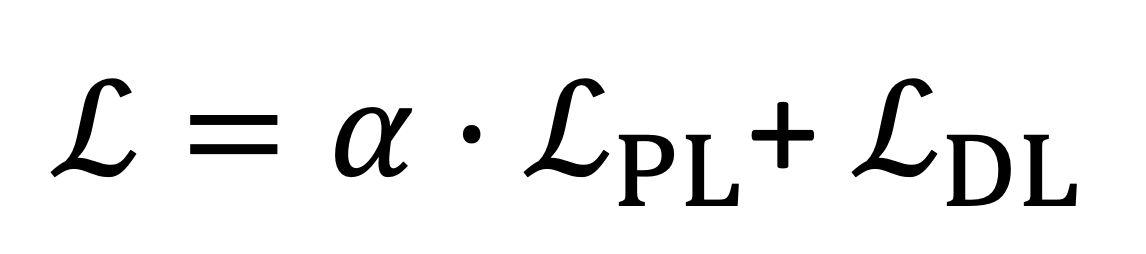 ℒ = α · ℒ_PL + ℒ_DL